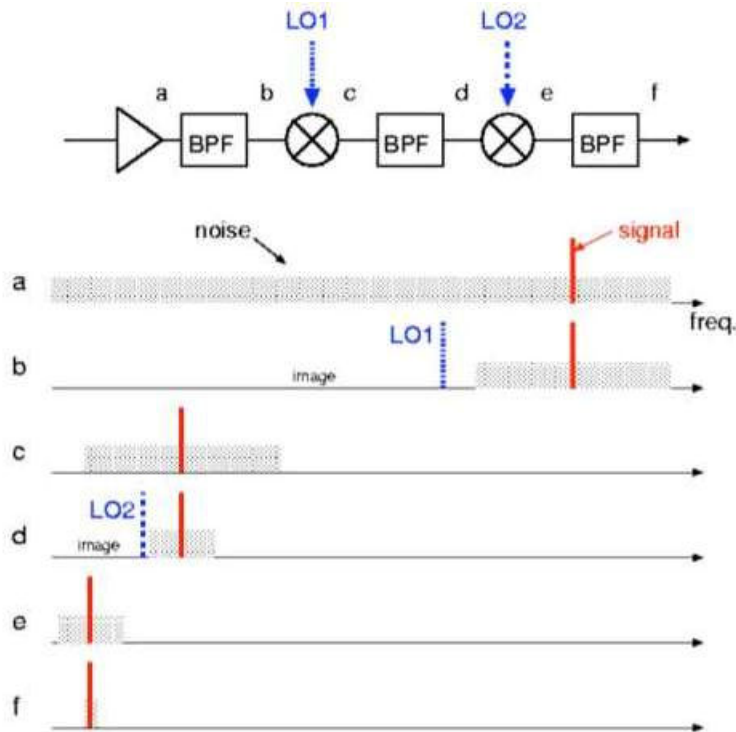 LO1 LO2
a b c d e f
BPF BPF BPF
noise signal
a
freq.
LO1
b
image
c
LO2
d
image
e
f